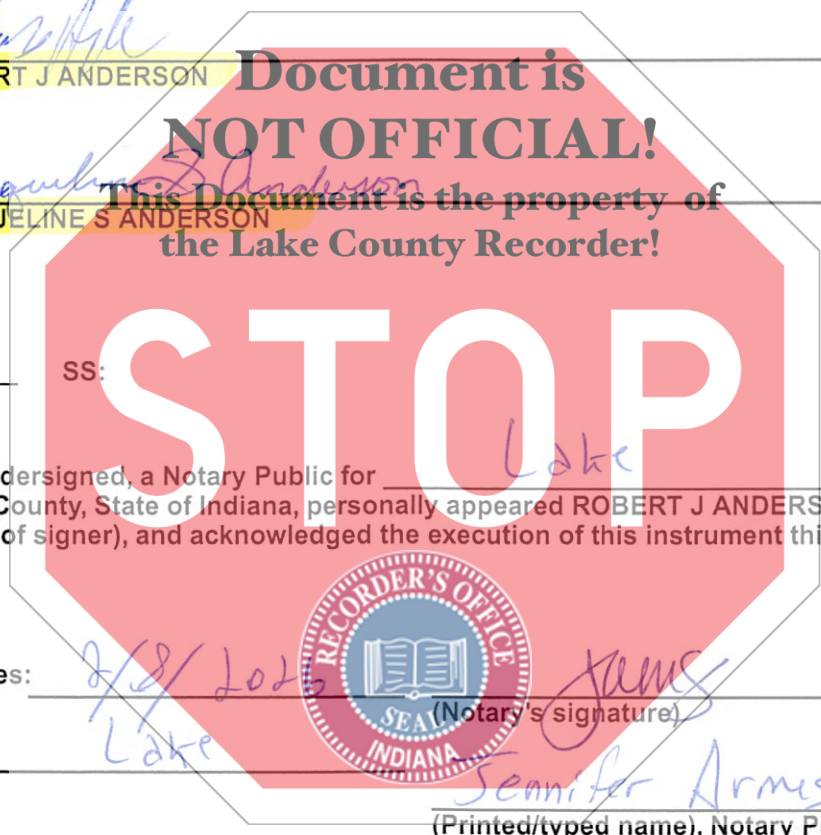 RT J ANDERSON
Document is
NOT OFFICIAL!
S Anderson
This Document is the property of
ELINE S ANDERSON
the Lake County Recorder!
STOP
SS:
Lake
dersigned, a Notary Public for
County, State of Indiana, personally appeared ROBERT J ANDERS
of signer), and acknowledged the execution of this instrument thi
RECORDER'S OFFICE
SEAL
INDIANA
es:
Lake
(Notary's signature)
Jennifer Arm
(Printed/typed name), Notary P